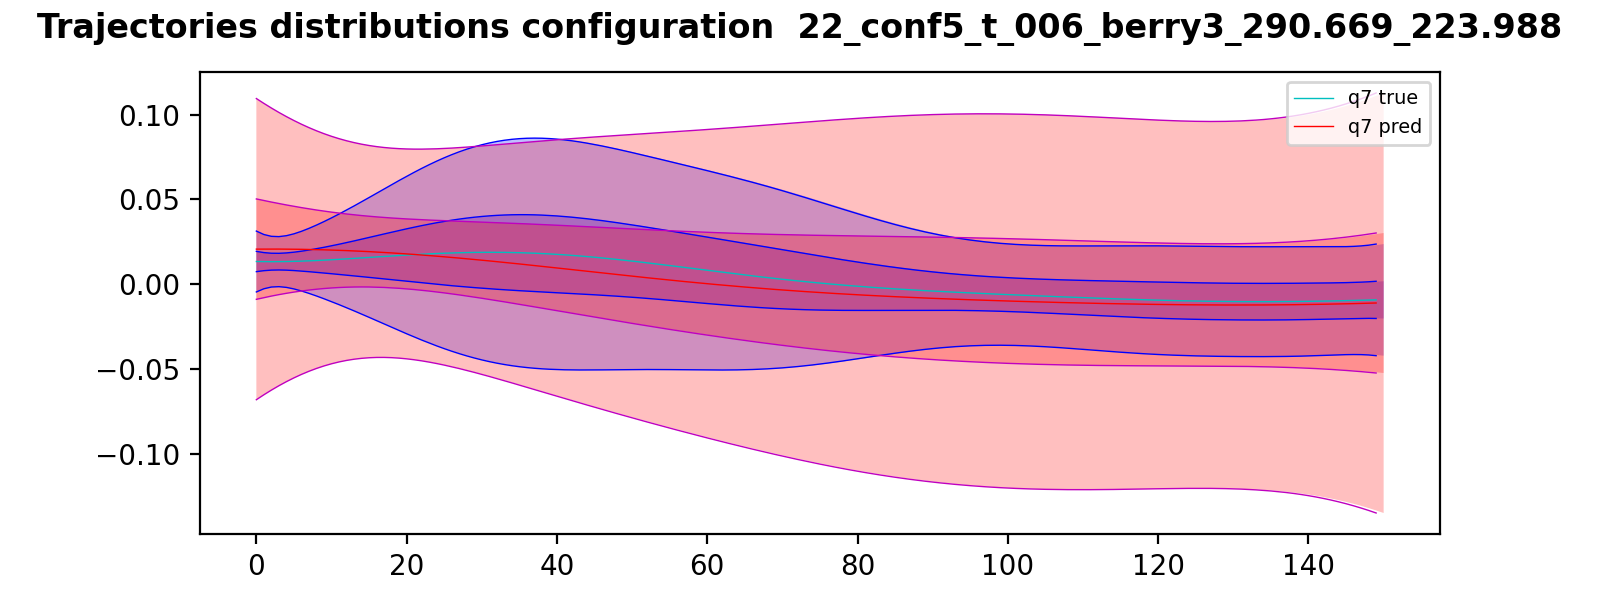 Trajectories distributions configuration  22_conf5_t_006_berry3_290.669_223.988
q7 true
q7 pred
0.10
0.05
0.00
−0.05
−0.10
0 20 40 60 80 100 120 140